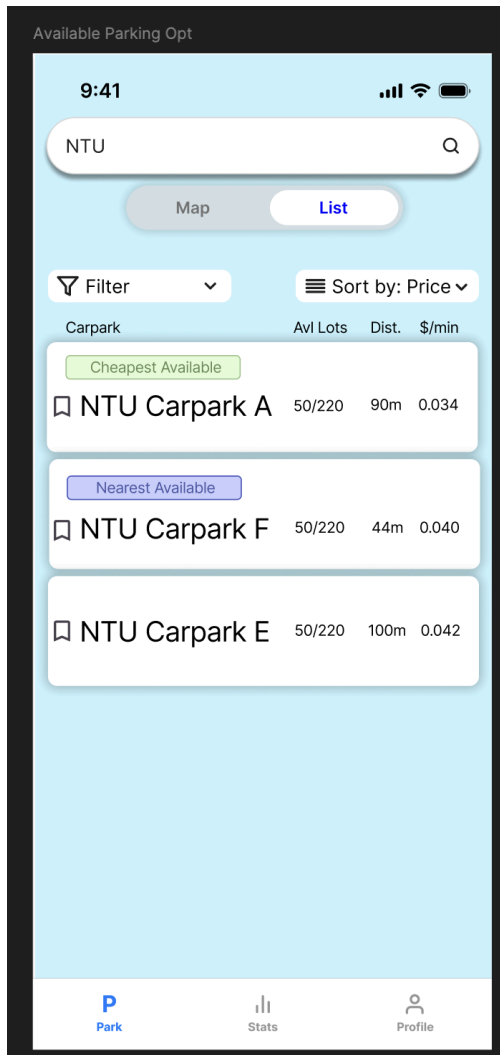 Available Parking Opt
9:41
NTU
Map List
Filter Sort by: Price
Carpark Avl Lots Dist. $/min
Cheapest Available
NTU Carpark A 50/220 90m 0.034
Nearest Available
NTU Carpark F 50/220 44m 0.040
NTU Carpark E 50/220 100m 0.042
P
Park Stats Profile